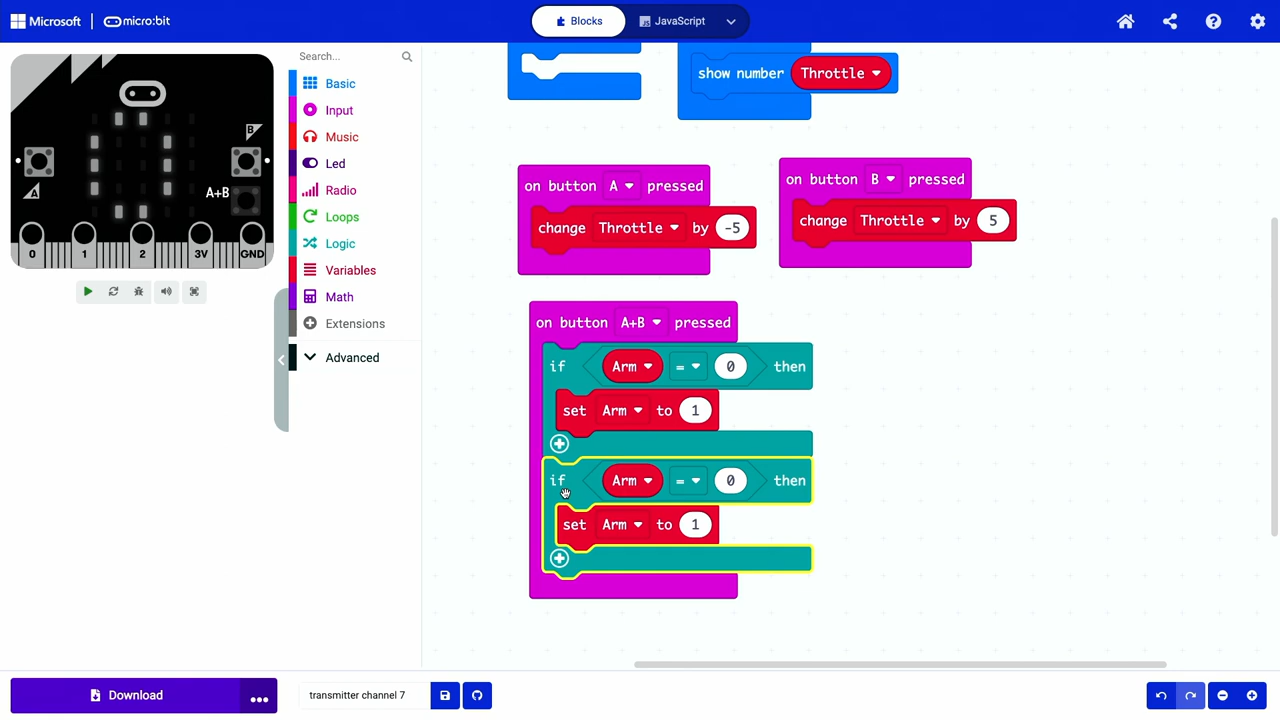 Microsoft micro:bit Blocks JavaScript
Search...
Basic
Input
Music
Led
Radio
Loops
Logic
Variables
Math
Extensions
Advanced
A
B
A+B
0 1 2 3V GND
show number Throttle
on button A pressed
change Throttle by -5
on button B pressed
change Throttle by 5
on button A+B pressed
if Arm = 0 then
set Arm to 1
if Arm = 0 then
set Arm to 1
Download ... transmitter channel 7